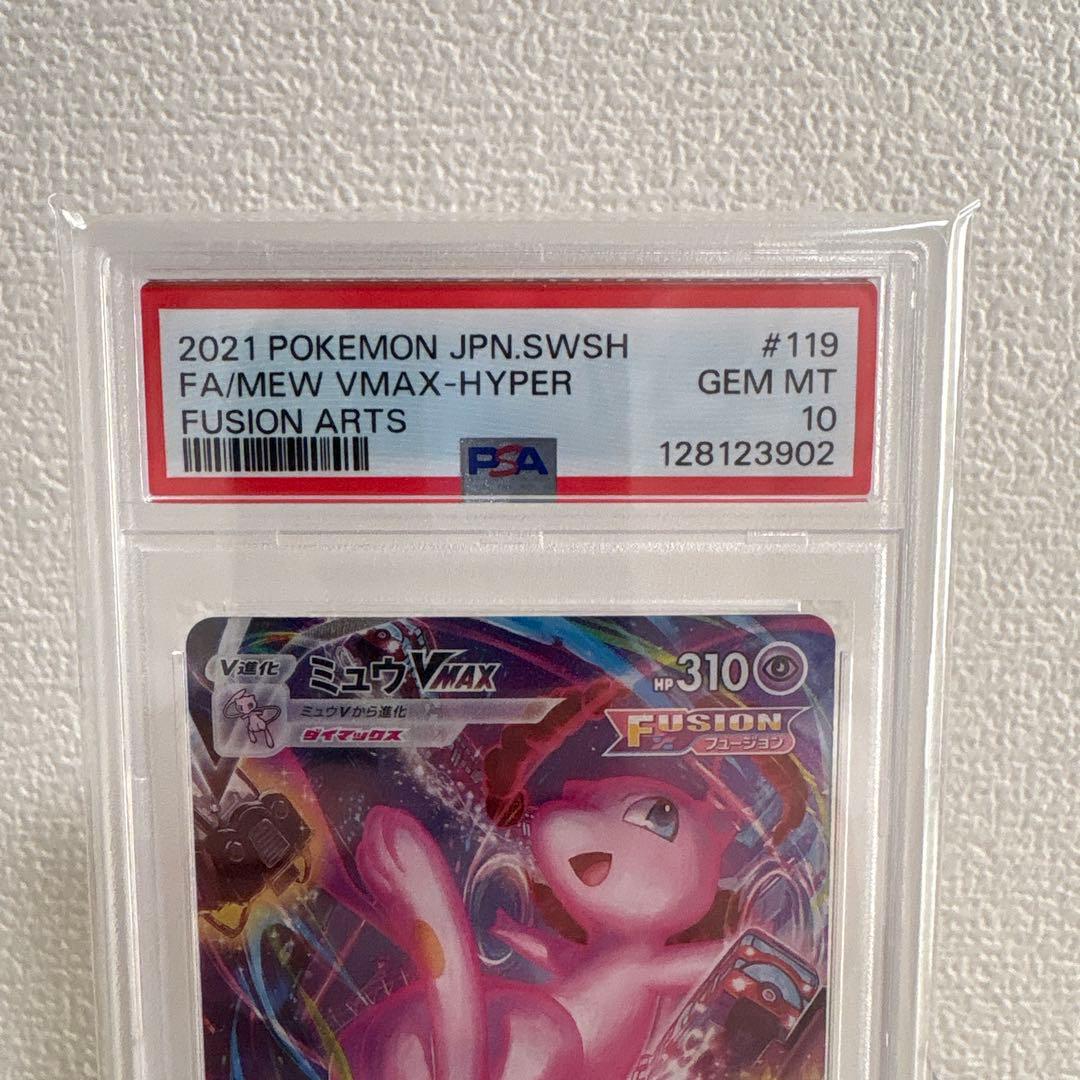 2021 POKEMON JPN.SWSH #119
FA/MEW VMAX-HYPER GEM MT
FUSION ARTS 10
PSA 128123902
V進化 ミュウVMAX HP 310
ミュウVから進化
ダイマックス
FUSION
フュージョン